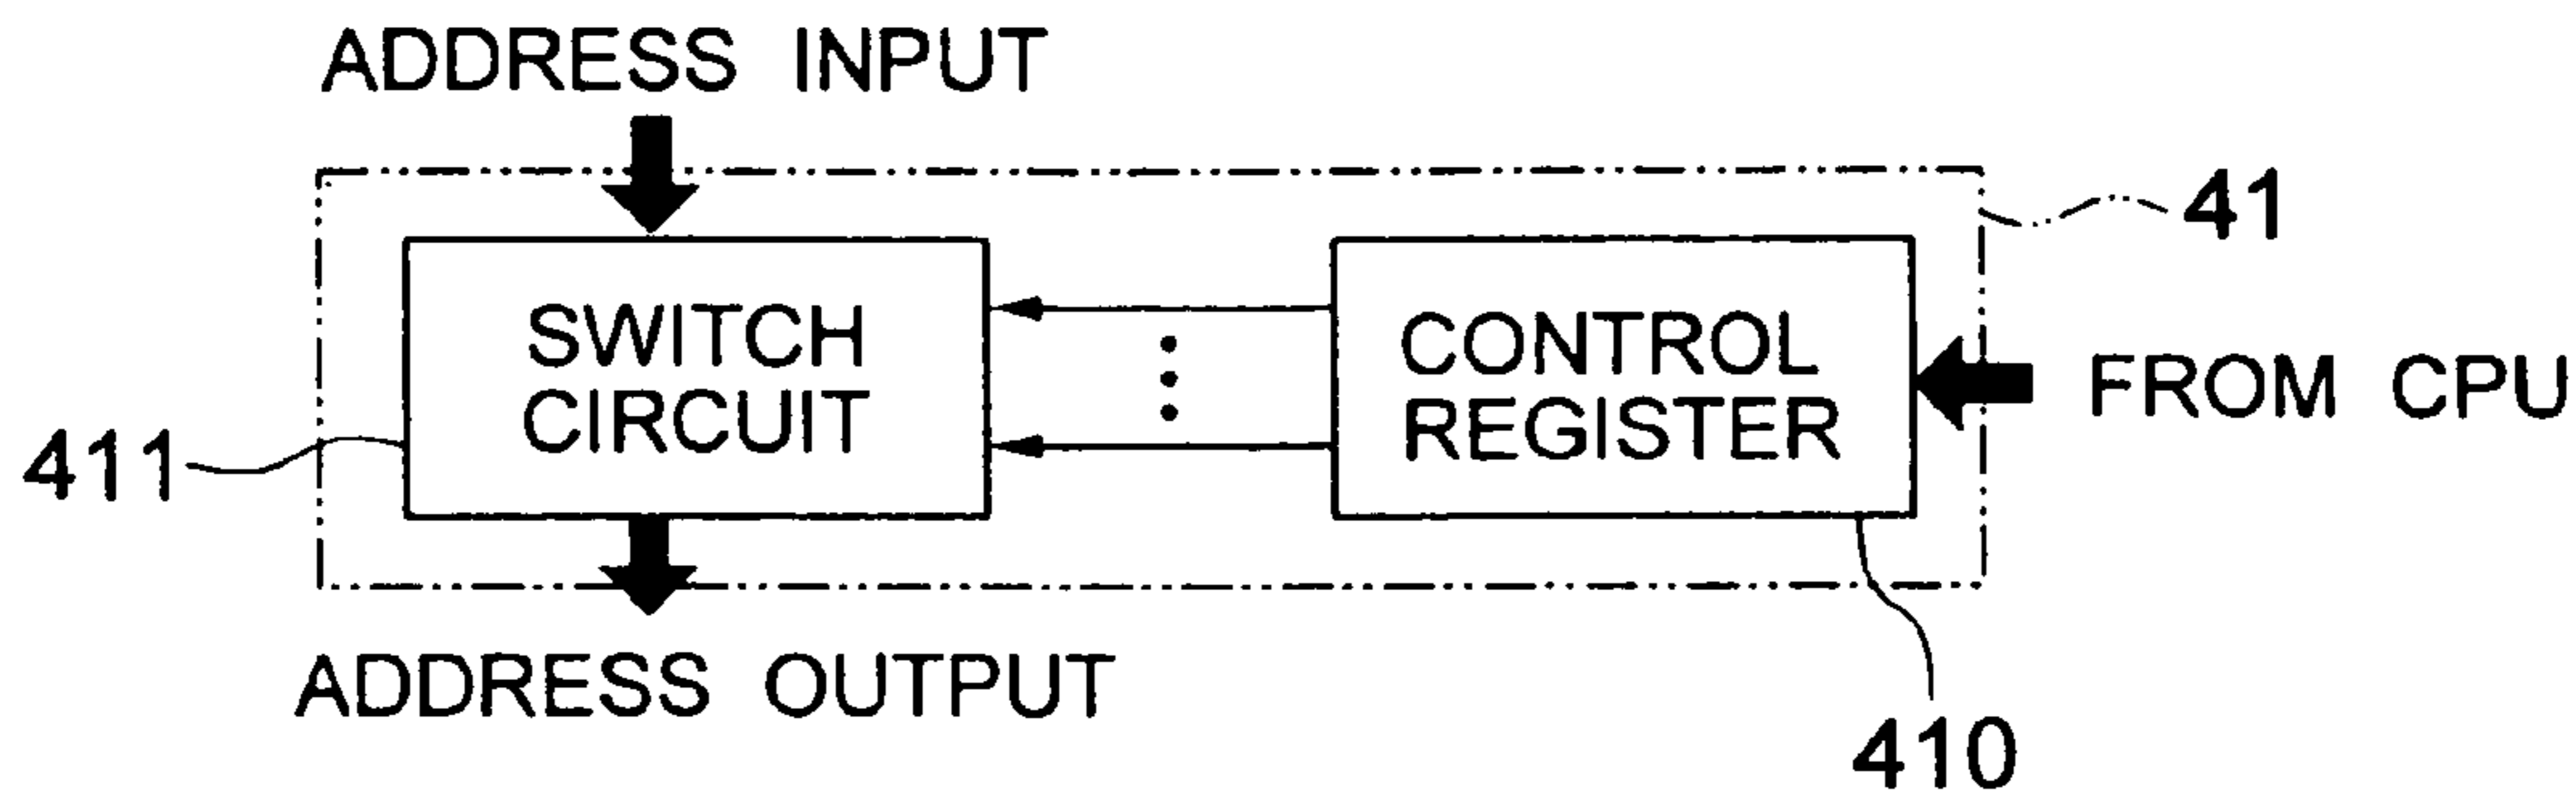 ADDRESS INPUT
41
SWITCH
CIRCUIT
CONTROL
REGISTER
FROM CPU
411
ADDRESS OUTPUT
410